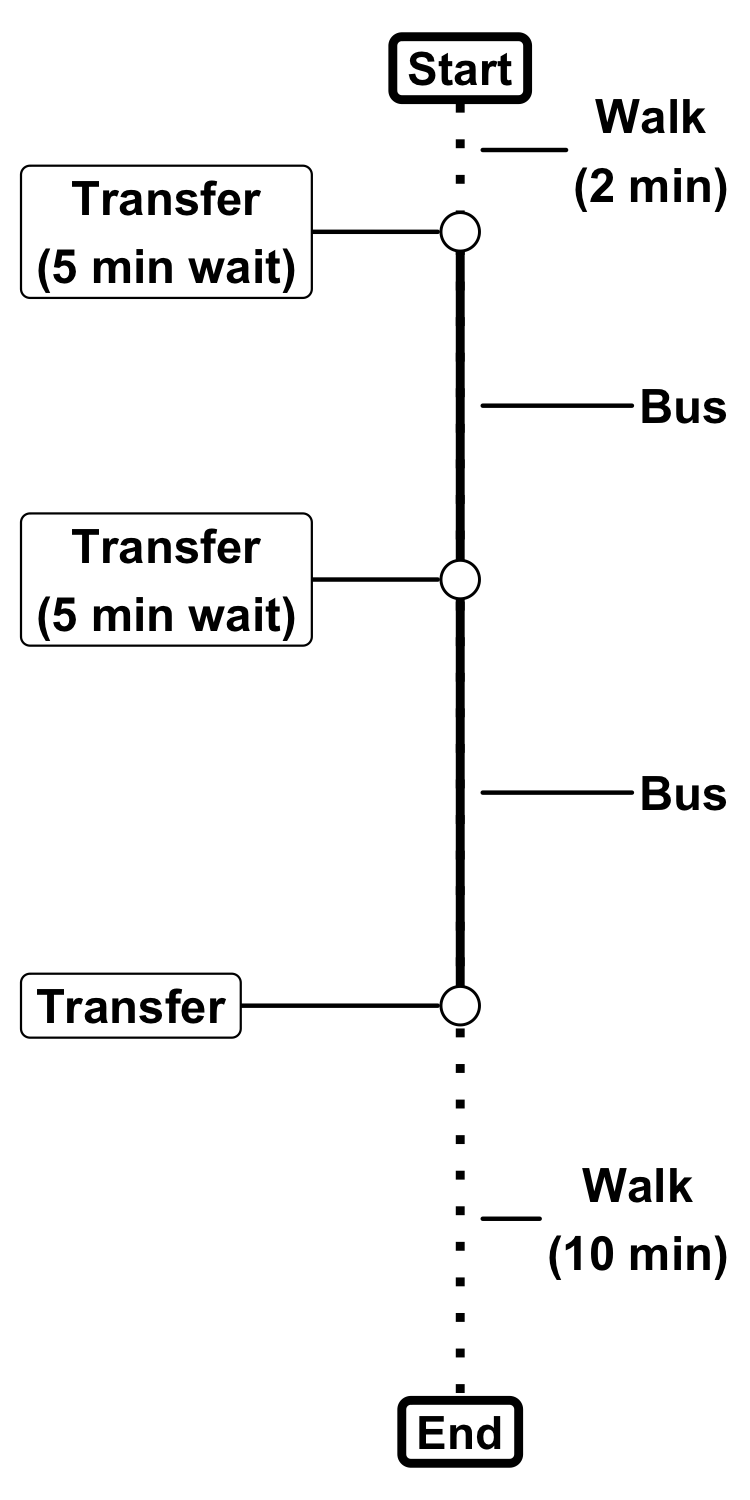 Start
Walk
(2 min)
Transfer
(5 min wait)
Bus
Transfer
(5 min wait)
Bus
Transfer
Walk
(10 min)
End